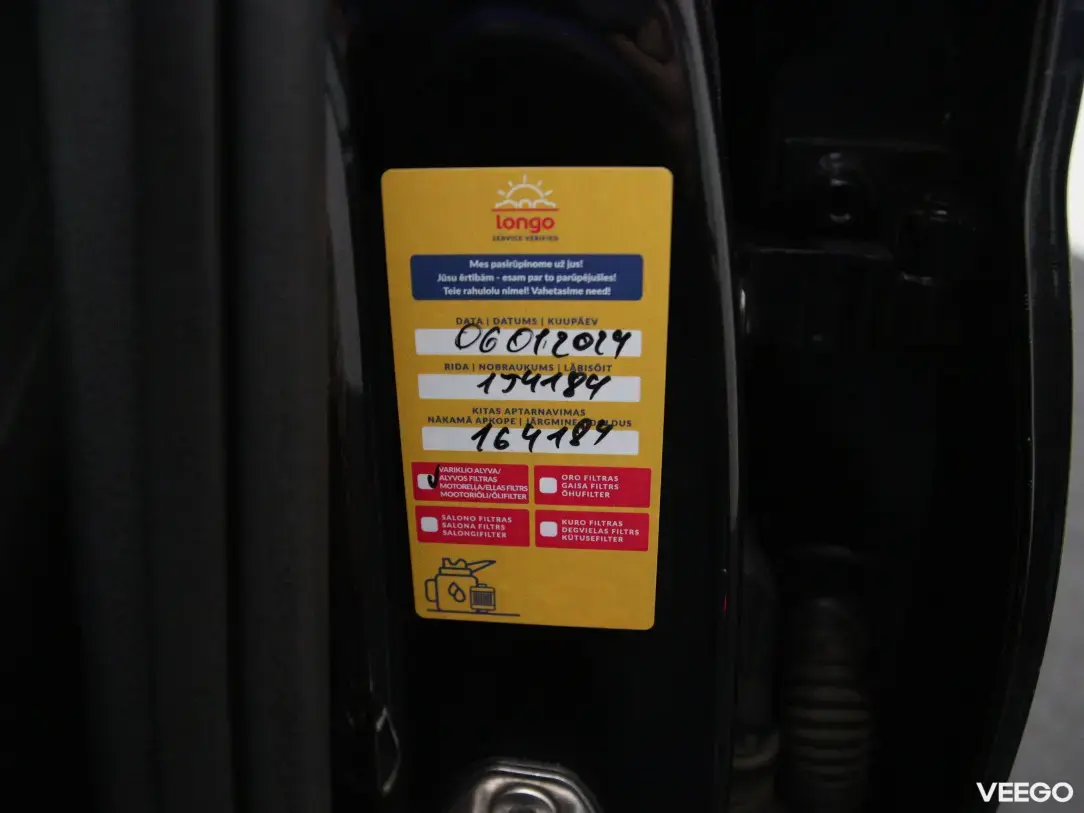 longo
SERVICE VERIFIED
Mes pasirūpinome už jus!
Jūsu ērtībām - esam par to parūpējušies!
Teie rahulolu nimel! Vahetasime need!
DATA | DATUMS | KUUPÄEV
06 01.2024
RIDA | NOBRAUKUMS | LÄBISÕIT
154184
KITAS APTARNAVIMAS
NĀKAMĀ APKOPE | JÄRGMINE HOOLDUS
164184
VARIKLIO ALYVA/
ALYVOS FILTRAS
MOTOREĻĻA/EĻĻAS FILTRS
MOOTORIÕLI/ÕLIFILTER
ORO FILTRAS
GAISA FILTRS
ÕHUFILTER
SALONO FILTRAS
SALONA FILTRS
SALONGIFILTER
KURO FILTRAS
DEGVIELAS FILTRS
KÜTUSEFILTER
VEEGO